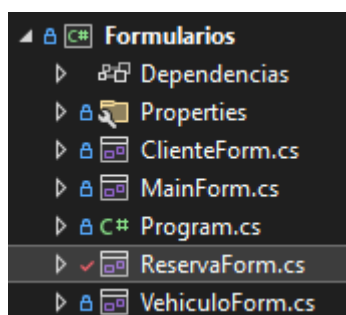 C# Formularios
Dependencias
Properties
ClienteForm.cs
MainForm.cs
C# Program.cs
ReservaForm.cs
VehiculoForm.cs